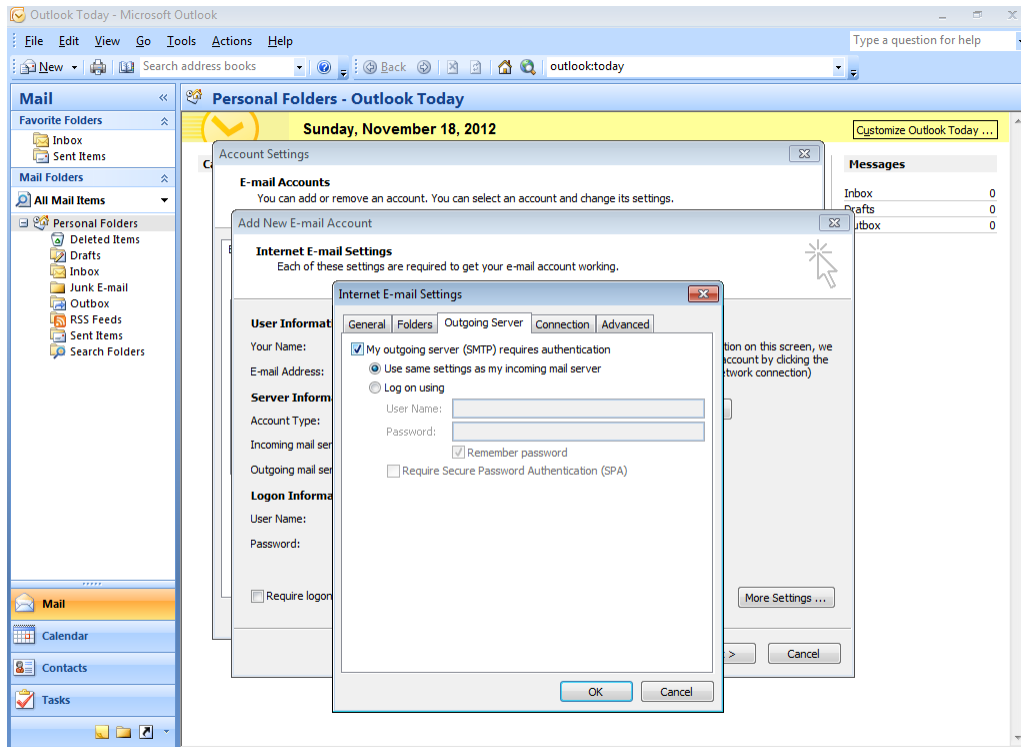 Outlook Today - Microsoft Outlook
File Edit View Go Tools Actions Help
Type a question for help
New Search address books Back outlook:today
Mail
Personal Folders - Outlook Today
Favorite Folders
Inbox
Sent Items
Mail Folders
All Mail Items
Personal Folders
Deleted Items
Drafts
Inbox
Junk E-mail
Outbox
RSS Feeds
Sent Items
Search Folders
Mail
Calendar
Contacts
Tasks
Sunday, November 18, 2012
Customize Outlook Today ...
Messages
Inbox 0
Drafts 0
utbox 0
Account Settings
E-mail Accounts
You can add or remove an account. You can select an account and change its settings.
Add New E-mail Account
Internet E-mail Settings
Each of these settings are required to get your e-mail account working.
User Informat
Your Name:
E-mail Address:
Server Inform
Account Type:
Incoming mail ser
Outgoing mail ser
Logon Informa
User Name:
Password:
Require logon
tion on this screen, we
account by clicking the
twork connection)
More Settings ...
>
Cancel
Internet E-mail Settings
General Folders Outgoing Server Connection Advanced
My outgoing server (SMTP) requires authentication
Use same settings as my incoming mail server
Log on using
User Name:
Password:
Remember password
Require Secure Password Authentication (SPA)
OK Cancel